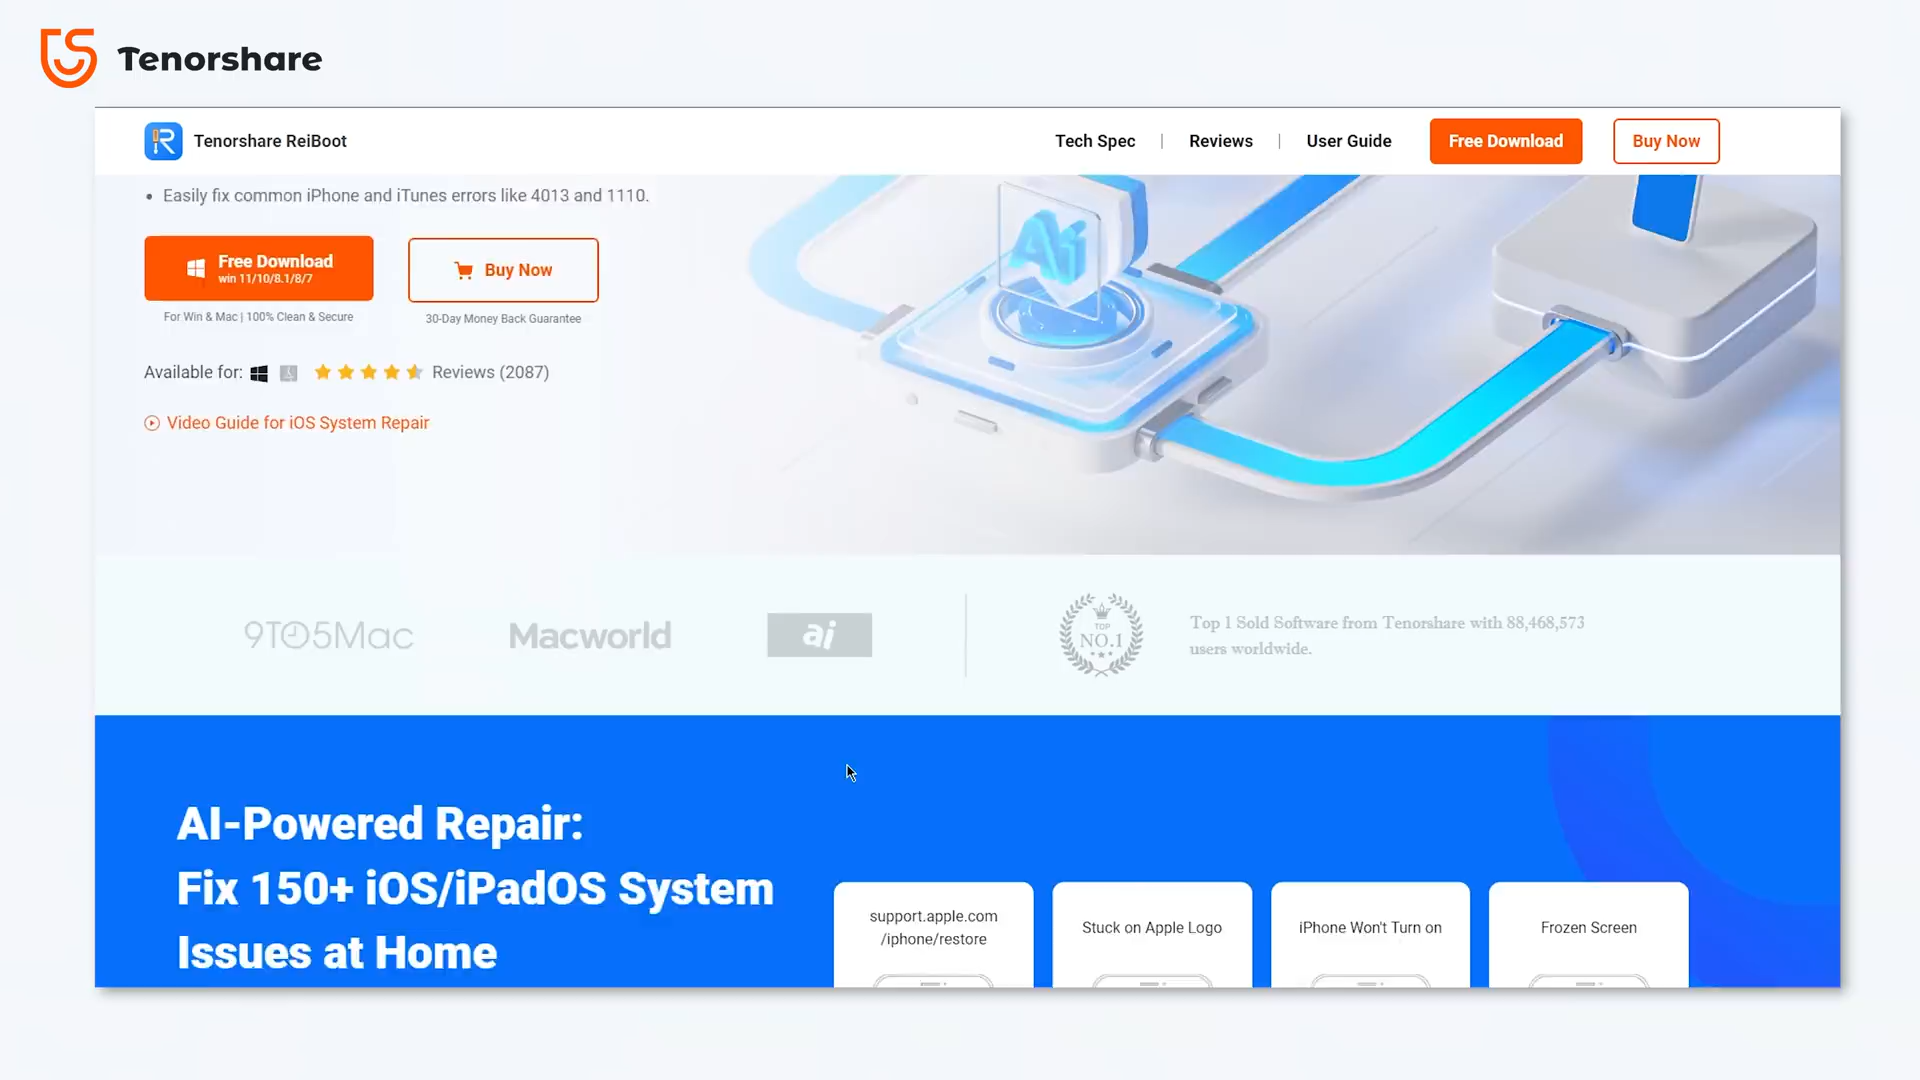 Tenorshare
Tenorshare ReiBoot
Tech Spec | Reviews | User Guide
Free Download
Buy Now
• Easily fix common iPhone and iTunes errors like 4013 and 1110.
Ai
Free Download
win 11/10/8.1/8/7
Buy Now
For Win & Mac | 100% Clean & Secure
30-Day Money Back Guarantee
Available for:
Reviews (2087)
Video Guide for iOS System Repair
9TO5Mac
Macworld
ai
TOP
NO.1
Top 1 Sold Software from Tenorshare with 88,468,573
users worldwide.
AI-Powered Repair:
Fix 150+ iOS/iPadOS System
Issues at Home
support.apple.com
/iphone/restore
Stuck on Apple Logo
iPhone Won't Turn on
Frozen Screen